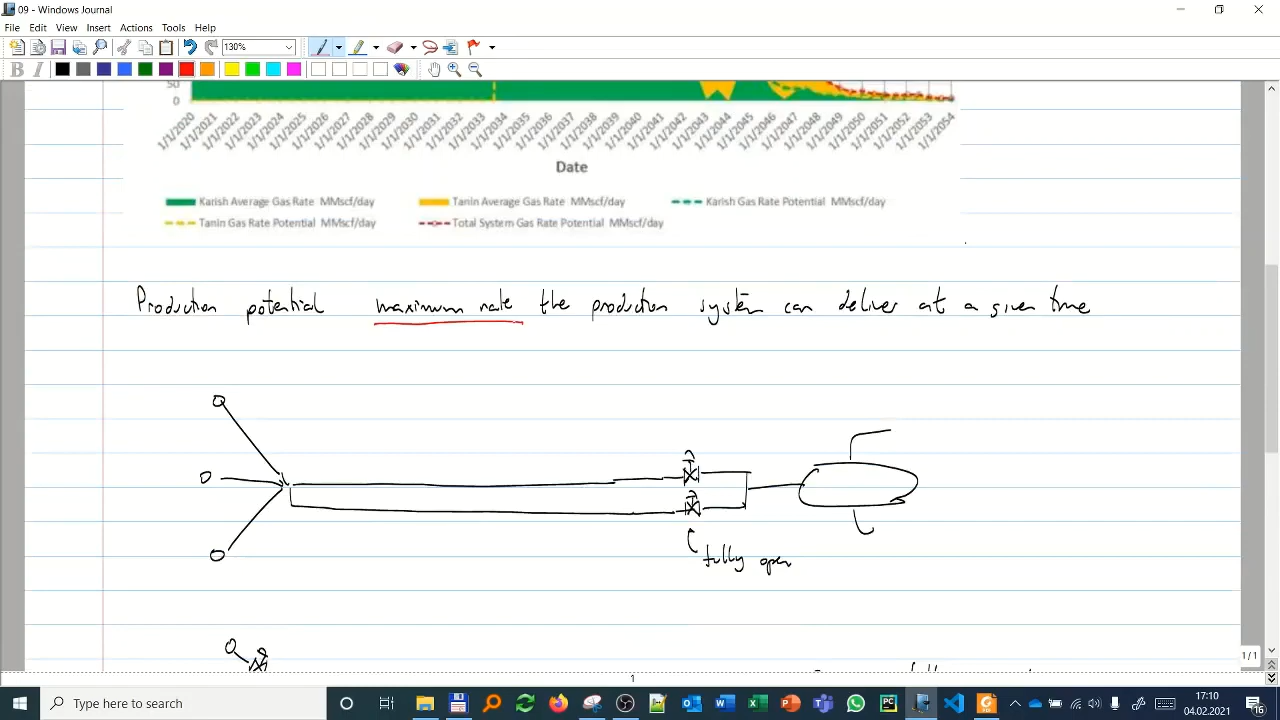 09 - Windows Journal
File Edit View Insert Actions Tools Help
130%
B I
50
0
1/1/2020 1/1/2021 1/1/2022 1/1/2023 1/1/2024 1/1/2025 1/1/2026 1/1/2027 1/1/2028 1/1/2029 1/1/2030 1/1/2031 1/1/2032 1/1/2033 1/1/2034 1/1/2035 1/1/2036 1/1/2037 1/1/2038 1/1/2039 1/1/2040 1/1/2041 1/1/2042 1/1/2043 1/1/2044 1/1/2045 1/1/2046 1/1/2047 1/1/2048 1/1/2049 1/1/2050 1/1/2051 1/1/2052 1/1/2053 1/1/2054
Date
Karish Average Gas Rate MMscf/day Tanin Average Gas Rate MMscf/day Karish Gas Rate Potential MMscf/day
Tanin Gas Rate Potential MMscf/day Total System Gas Rate Potential MMscf/day
Production potential maximum rate the production system can deliver at a given time
fully open
1/1
1
Type here to search
17:10
04.02.2021
16